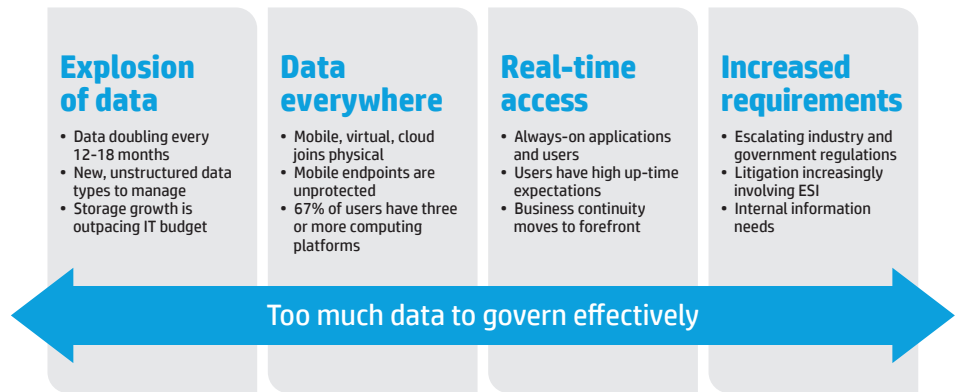 Explosion
of data
• Data doubling every
12-18 months
• New, unstructured data
types to manage
• Storage growth is
outpacing IT budget
Data
everywhere
• Mobile, virtual, cloud
joins physical
• Mobile endpoints are
unprotected
• 67% of users have three
or more computing
platforms
Real-time
access
• Always-on applications
and users
• Users have high up-time
expectations
• Business continuity
moves to forefront
Increased
requirements
• Escalating industry and
government regulations
• Litigation increasingly
involving ESI
• Internal information
needs
Too much data to govern effectively